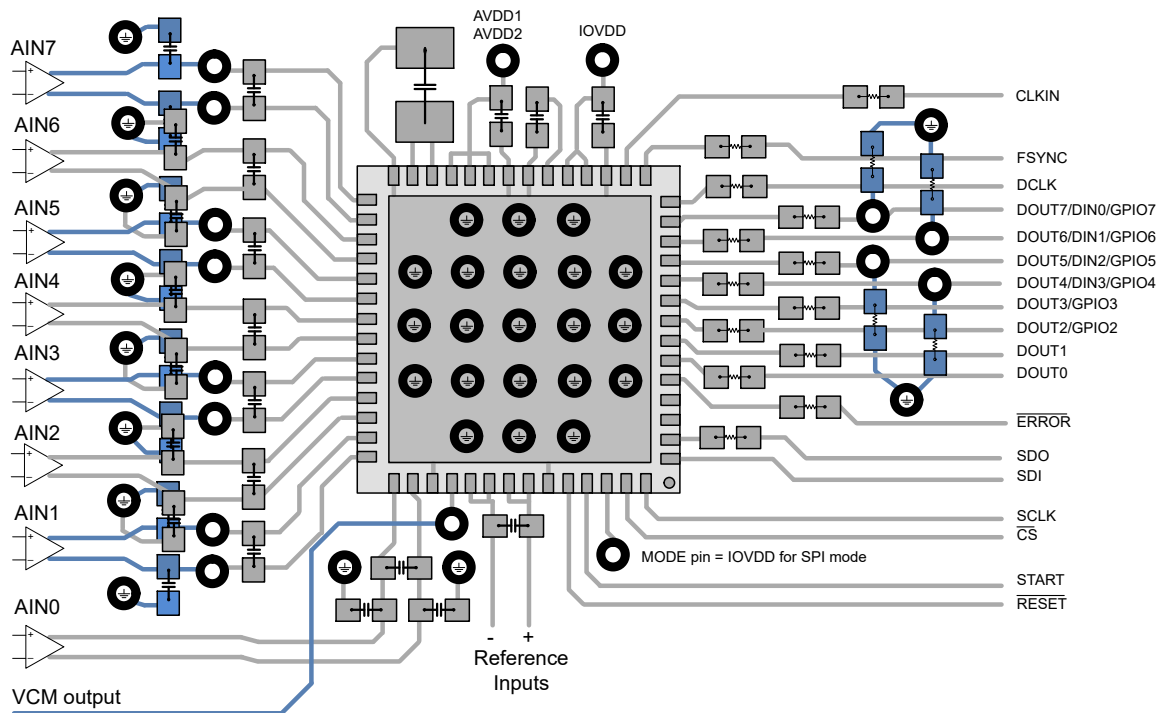 AVDD1
AVDD2
IOVDD
AIN7
AIN6
AIN5
AIN4
AIN3
AIN2
AIN1
AIN0
VCM output
CLKIN
FSYNC
DCLK
DOUT7/DIN0/GPIO7
DOUT6/DIN1/GPIO6
DOUT5/DIN2/GPIO5
DOUT4/DIN3/GPIO4
DOUT3/GPIO3
DOUT2/GPIO2
DOUT1
DOUT0
ERROR
SDO
SDI
SCLK
CS
MODE pin = IOVDD for SPI mode
START
RESET
- +
Reference
Inputs